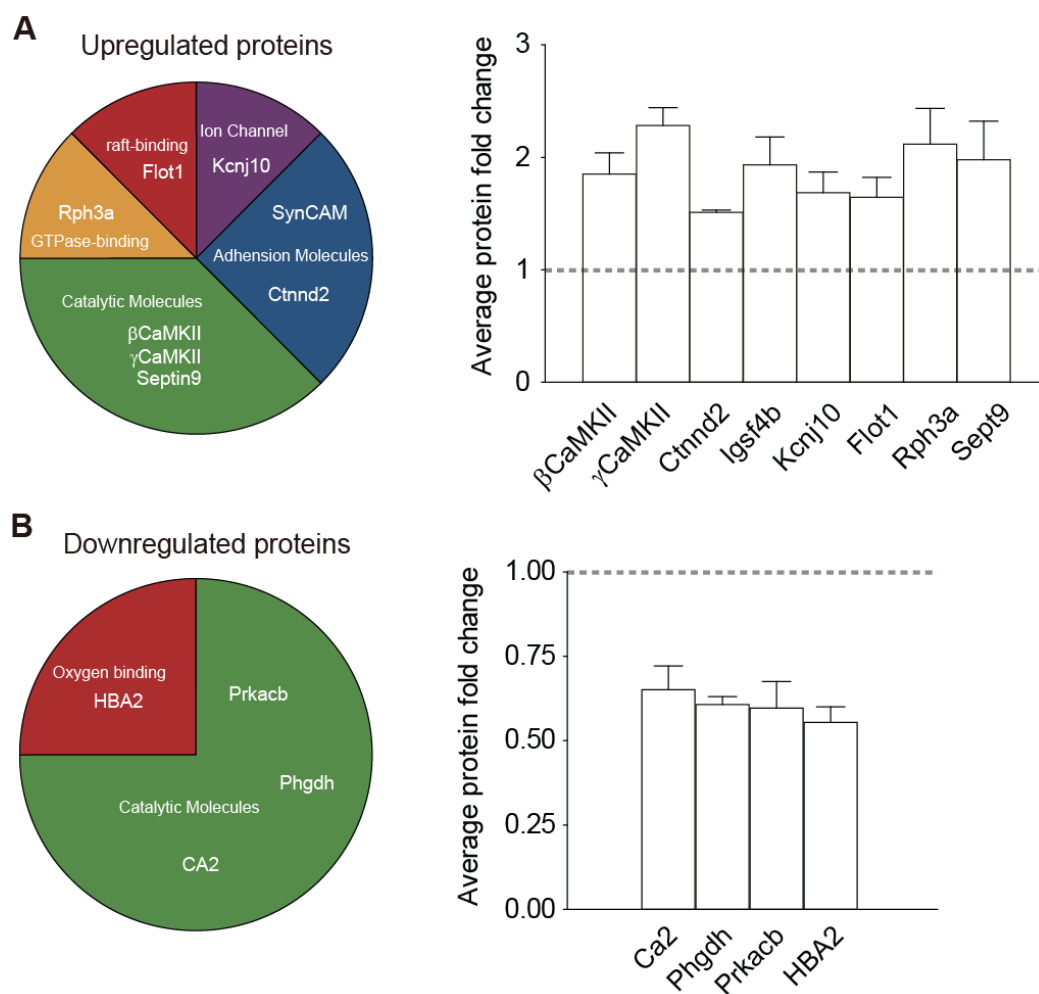 A
Upregulated proteins
raft-binding
Flot1
Ion Channel
Kcnj10
Rph3a
GTPase-binding
SynCAM
Adhension Molecules
Ctnnd2
Catalytic Molecules
βCaMKII
γCaMKII
Septin9
Average protein fold change
3
2
1
0
βCaMKII
γCaMKII
Ctnnd2
Igsf4b
Kcnj10
Flot1
Rph3a
Sept9
B
Downregulated proteins
Oxygen binding
HBA2
Prkacb
Phgdh
Catalytic Molecules
CA2
Average protein fold change
1.00
0.75
0.50
0.25
0.00
Ca2
Phgdh
Prkacb
HBA2